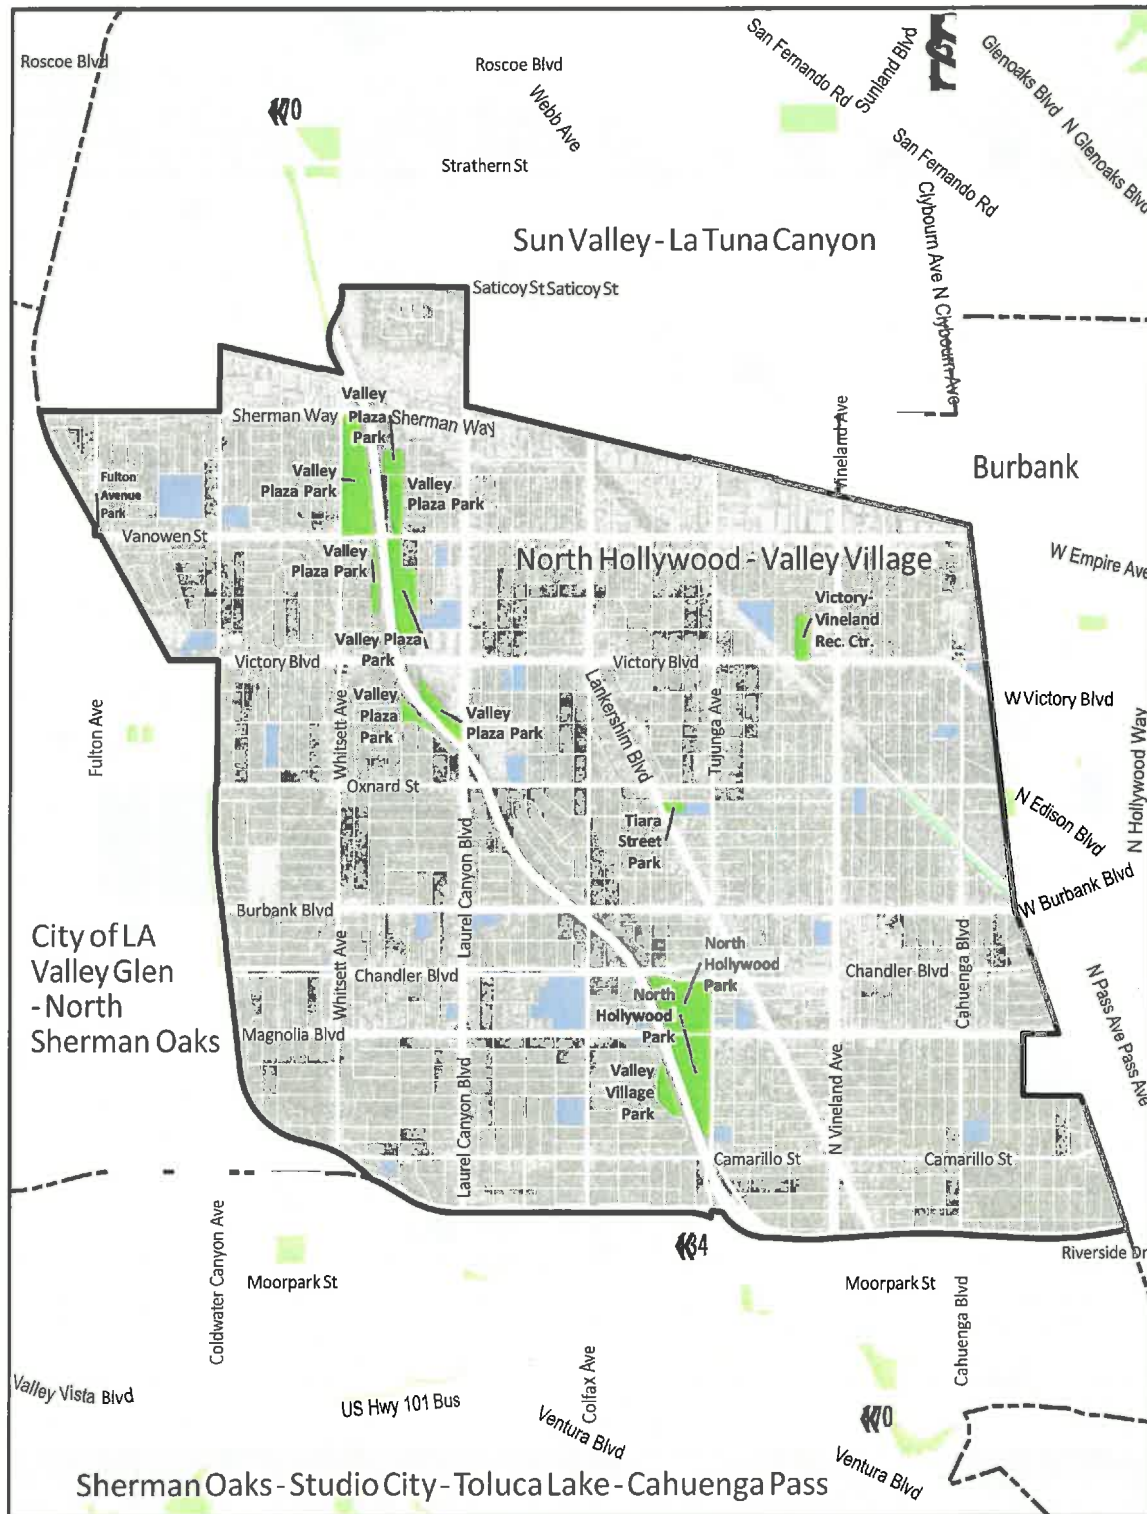 Roscoe Blvd
Roscoe Blvd
Webb Ave
San Fernando Rd
Sunland Blvd
Glenoaks Blvd
N Glenoaks Blvd
San Fernando Rd
Strathern St
Clybourn Ave
N Clybourn Ave
Sun Valley - La Tuna Canyon
Saticoy St
Saticoy St
Valley
Plaza
Park
Sherman Way
Sherman Way
Vineland Ave
Burbank
Fulton
Avenue
Park
Valley
Plaza Park
Valley
Plaza Park
Vanowen St
Valley
Plaza Park
North Hollywood - Valley Village
W Empire Ave
Victory-
Vineland
Rec. Ctr.
Valley Plaza
Park
Victory Blvd
Victory Blvd
Lankershim Blvd
Tujunga Ave
W Victory Blvd
N Hollywood Way
Fulton Ave
Whitsett Ave
Valley
Plaza
Park
Valley
Plaza Park
Oxnard St
Tiara
Street
Park
N Edison Blvd
Laurel Canyon Blvd
W Burbank Blvd
Burbank Blvd
City of LA
Valley Glen
- North
Sherman Oaks
Whitsett Ave
Chandler Blvd
North
Hollywood
Park
North
Hollywood
Park
Chandler Blvd
Cahuenga Blvd
N Pass Ave
Pass Ave
Magnolia Blvd
Laurel Canyon Blvd
Valley
Village
Park
N Vineland Ave
Camarillo St
Camarillo St
Riverside Dr
Coldwater Canyon Ave
Moorpark St
Moorpark St
Cahuenga Blvd
Valley Vista Blvd
US Hwy 101 Bus
Colfax Ave
Ventura Blvd
Ventura Blvd
Sherman Oaks - Studio City - Toluca Lake - Cahuenga Pass